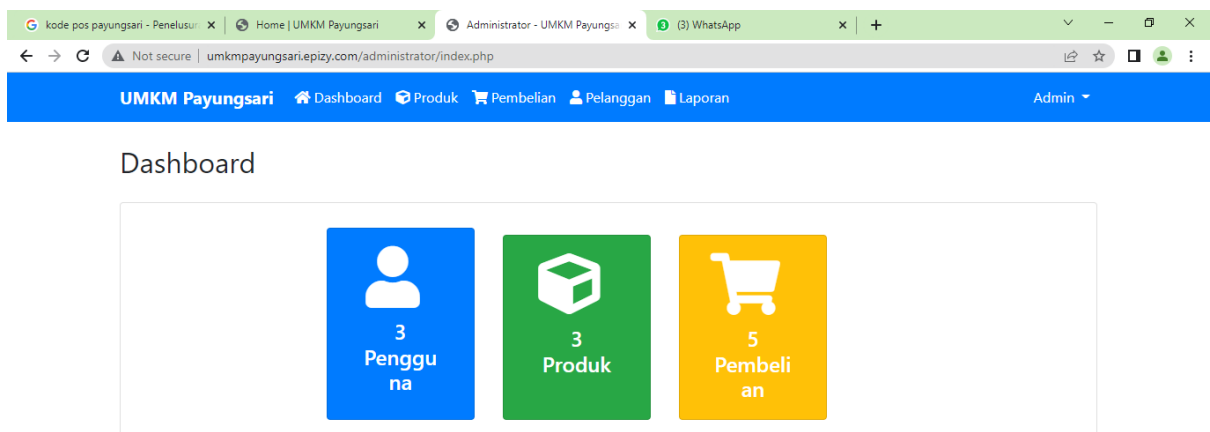 kode pos payungsari - Penelusur
Home | UMKM Payungsari
Administrator - UMKM Payungsa
(3) WhatsApp
Not secure | umkmpayungsari.epizy.com/administrator/index.php
UMKM Payungsari Dashboard Produk Pembelian Pelanggan Laporan Admin
Dashboard
3
Penggu
na
3
Produk
5
Pembeli
an